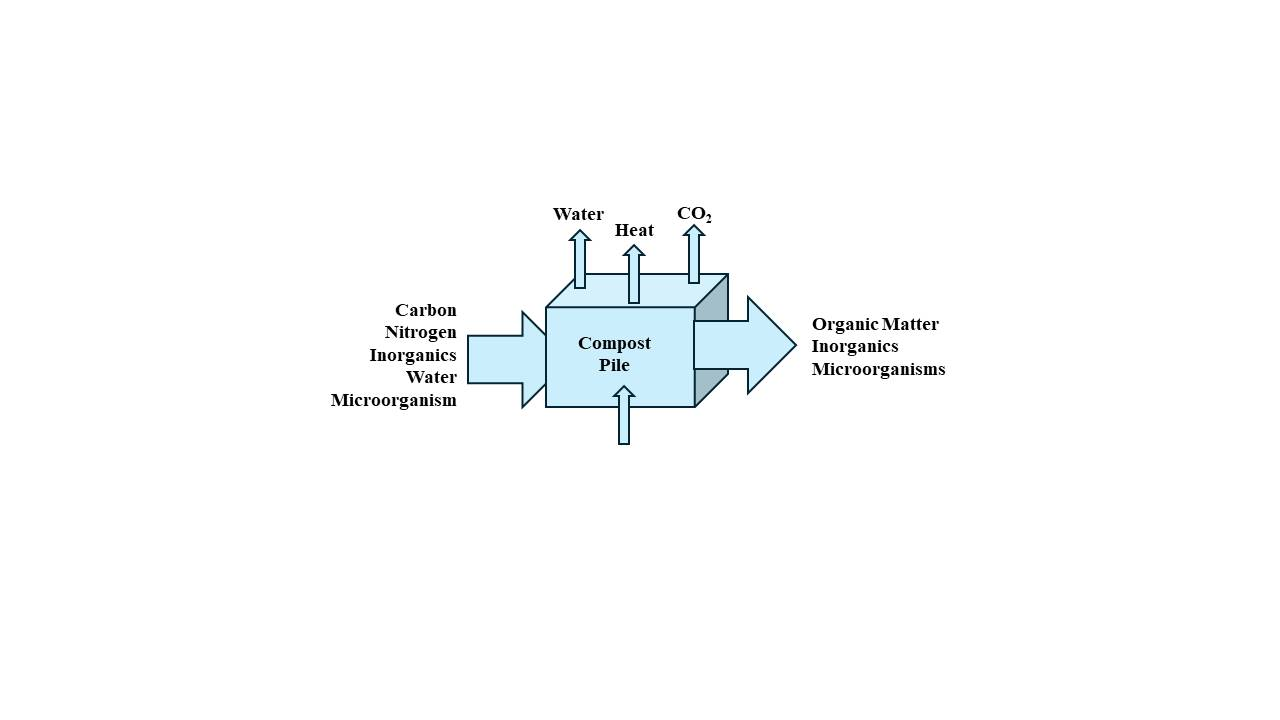 Water
Heat
CO₂
Carbon
Nitrogen
Inorganics
Water
Microorganism
Compost
Pile
Organic Matter
Inorganics
Microorganisms